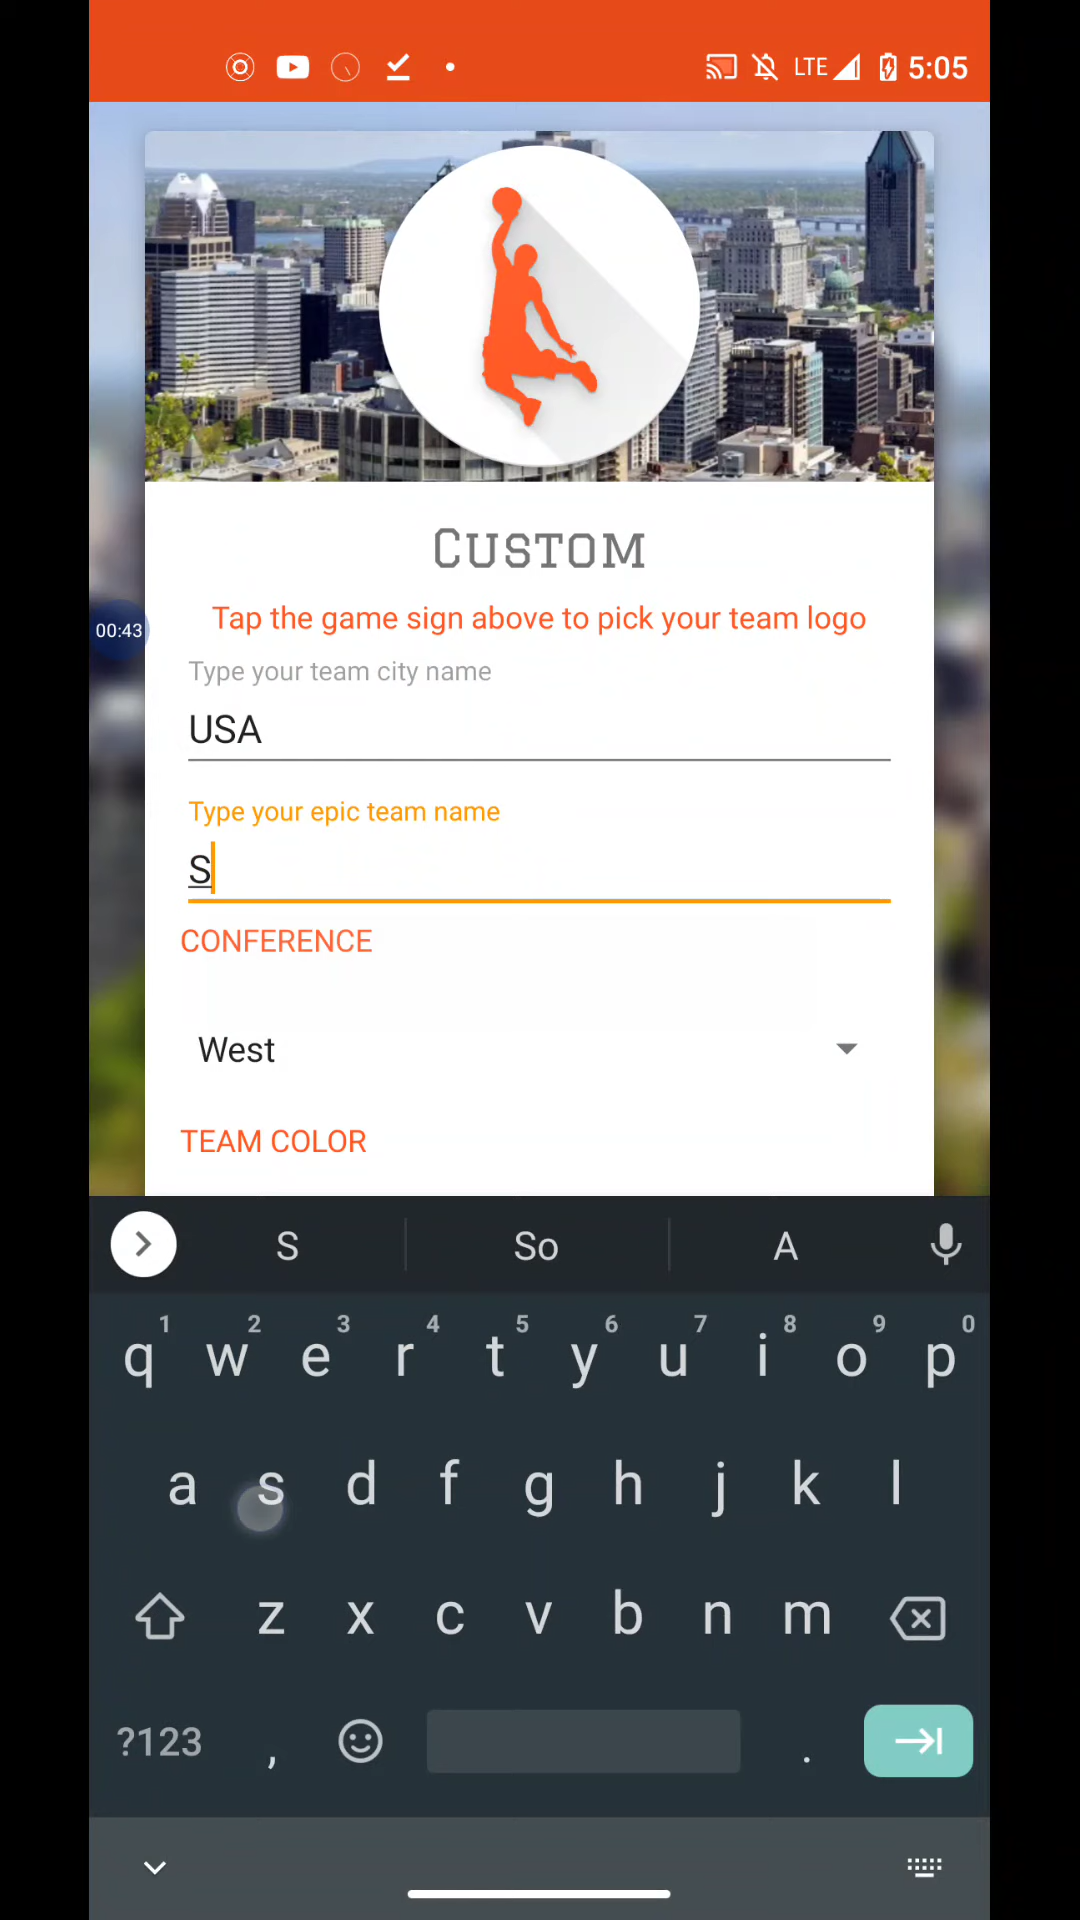 LTE 5:05
Custom
Tap the game sign above to pick your team logo
00:43
Type your team city name
USA
Type your epic team name
S
CONFERENCE
West
TEAM COLOR
S So A
1 2 3 4 5 6 7 8 9 0
q w e r t y u i o p
a s d f g h j k l
z x c v b n m
?123 , .